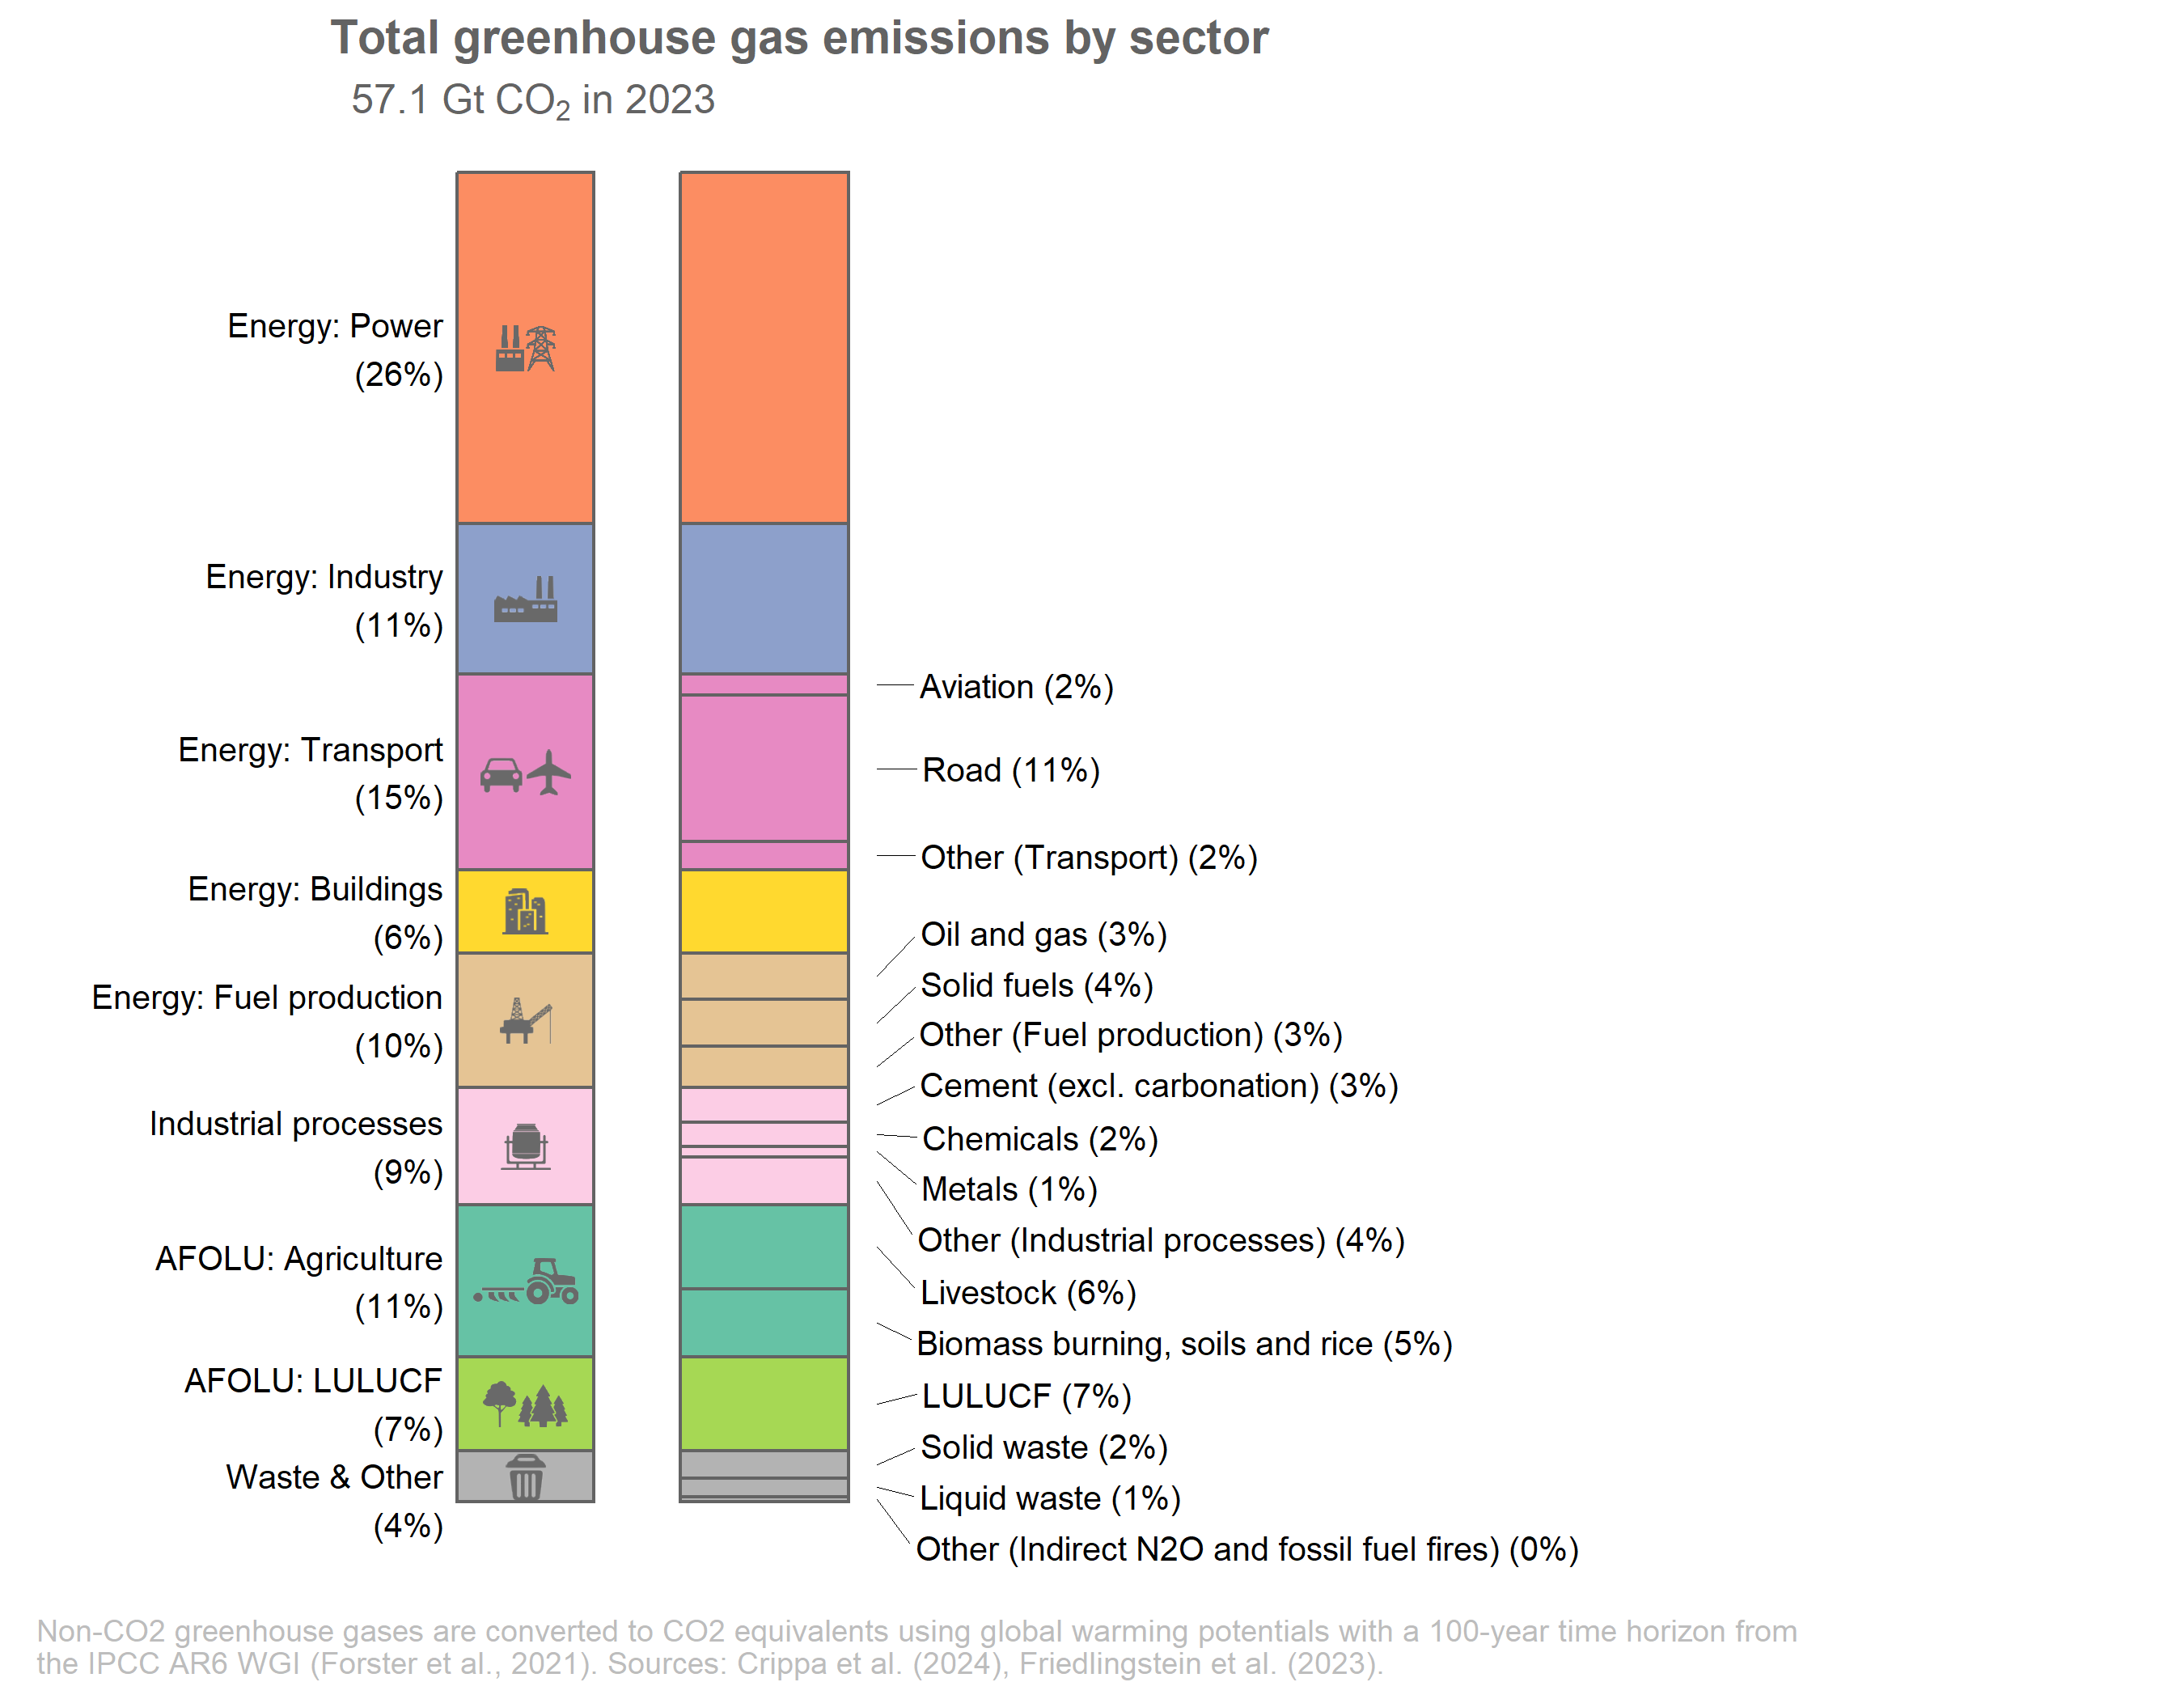 Total greenhouse gas emissions by sector
57.1 Gt CO₂ in 2023
Energy: Power
(26%)
Energy: Industry
(11%)
Energy: Transport
(15%)
Energy: Buildings
(6%)
Energy: Fuel production
(10%)
Industrial processes
(9%)
AFOLU: Agriculture
(11%)
AFOLU: LULUCF
(7%)
Waste & Other
(4%)
Aviation (2%)
Road (11%)
Other (Transport) (2%)
Oil and gas (3%)
Solid fuels (4%)
Other (Fuel production) (3%)
Cement (excl. carbonation) (3%)
Chemicals (2%)
Metals (1%)
Other (Industrial processes) (4%)
Livestock (6%)
Biomass burning, soils and rice (5%)
LULUCF (7%)
Solid waste (2%)
Liquid waste (1%)
Other (Indirect N2O and fossil fuel fires) (0%)
Non-CO2 greenhouse gases are converted to CO2 equivalents using global warming potentials with a 100-year time horizon from
the IPCC AR6 WGI (Forster et al., 2021). Sources: Crippa et al. (2024), Friedlingstein et al. (2023).